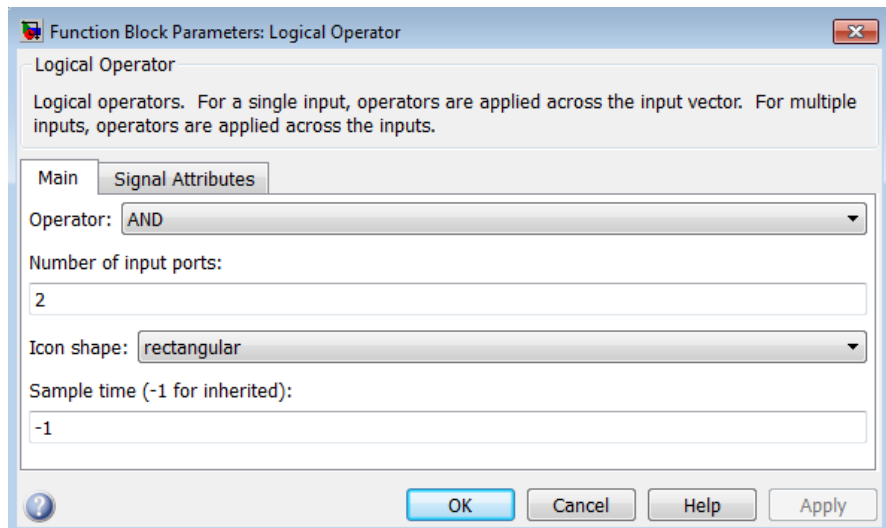 Function Block Parameters: Logical Operator
Logical Operator
Logical operators.  For a single input, operators are applied across the input vector.  For multiple
inputs, operators are applied across the inputs.
Main Signal Attributes
Operator: AND
Number of input ports:
2
Icon shape: rectangular
Sample time (-1 for inherited):
-1
? OK Cancel Help Apply